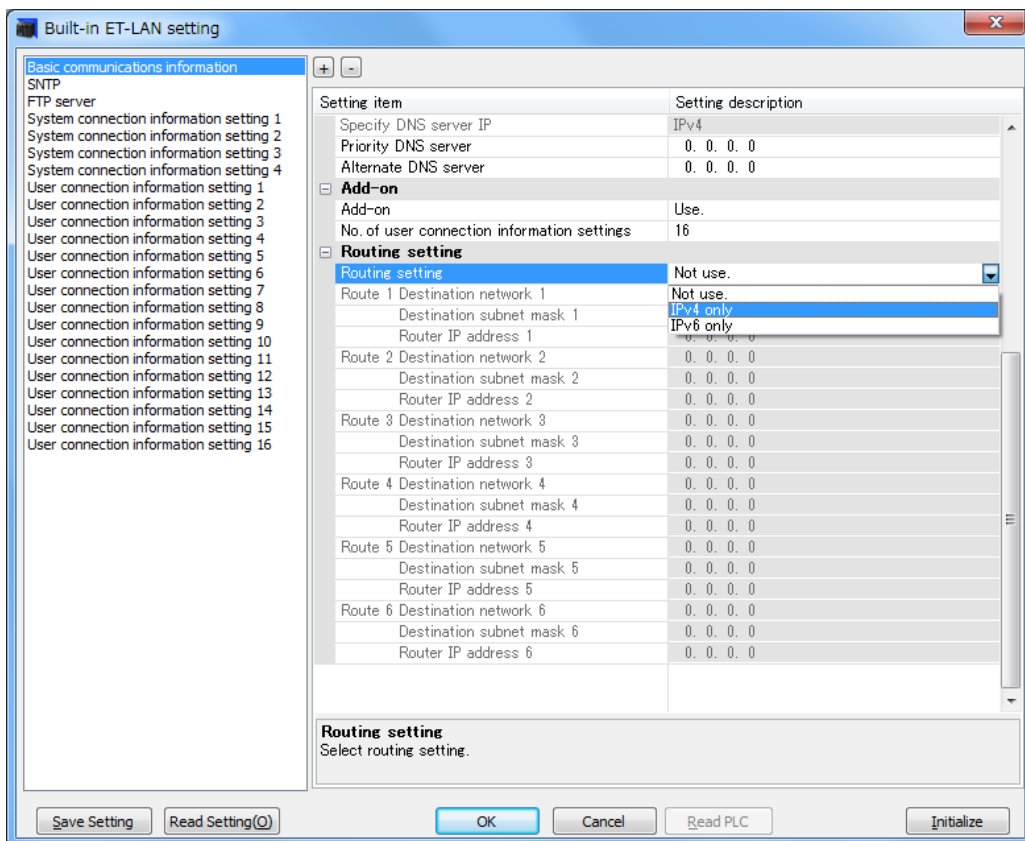 Built-in ET-LAN setting
Basic communications information
SNTP
FTP server
System connection information setting 1
System connection information setting 2
System connection information setting 3
System connection information setting 4
User connection information setting 1
User connection information setting 2
User connection information setting 3
User connection information setting 4
User connection information setting 5
User connection information setting 6
User connection information setting 7
User connection information setting 8
User connection information setting 9
User connection information setting 10
User connection information setting 11
User connection information setting 12
User connection information setting 13
User connection information setting 14
User connection information setting 15
User connection information setting 16
+ -
Setting item Setting description
Specify DNS server IP IPv4
Priority DNS server 0. 0. 0. 0
Alternate DNS server 0. 0. 0. 0
Add-on
Add-on Use.
No. of user connection information settings 16
Routing setting
Routing setting Not use.
Not use.
IPv4 only
IPv6 only
Route 1 Destination network 1
Destination subnet mask 1
Router IP address 1 0. 0. 0. 0
Route 2 Destination network 2 0. 0. 0. 0
Destination subnet mask 2 0. 0. 0. 0
Router IP address 2 0. 0. 0. 0
Route 3 Destination network 3 0. 0. 0. 0
Destination subnet mask 3 0. 0. 0. 0
Router IP address 3 0. 0. 0. 0
Route 4 Destination network 4 0. 0. 0. 0
Destination subnet mask 4 0. 0. 0. 0
Router IP address 4 0. 0. 0. 0
Route 5 Destination network 5 0. 0. 0. 0
Destination subnet mask 5 0. 0. 0. 0
Router IP address 5 0. 0. 0. 0
Route 6 Destination network 6 0. 0. 0. 0
Destination subnet mask 6 0. 0. 0. 0
Router IP address 6 0. 0. 0. 0
Routing setting
Select routing setting.
Save Setting Read Setting(O) OK Cancel Read PLC Initialize